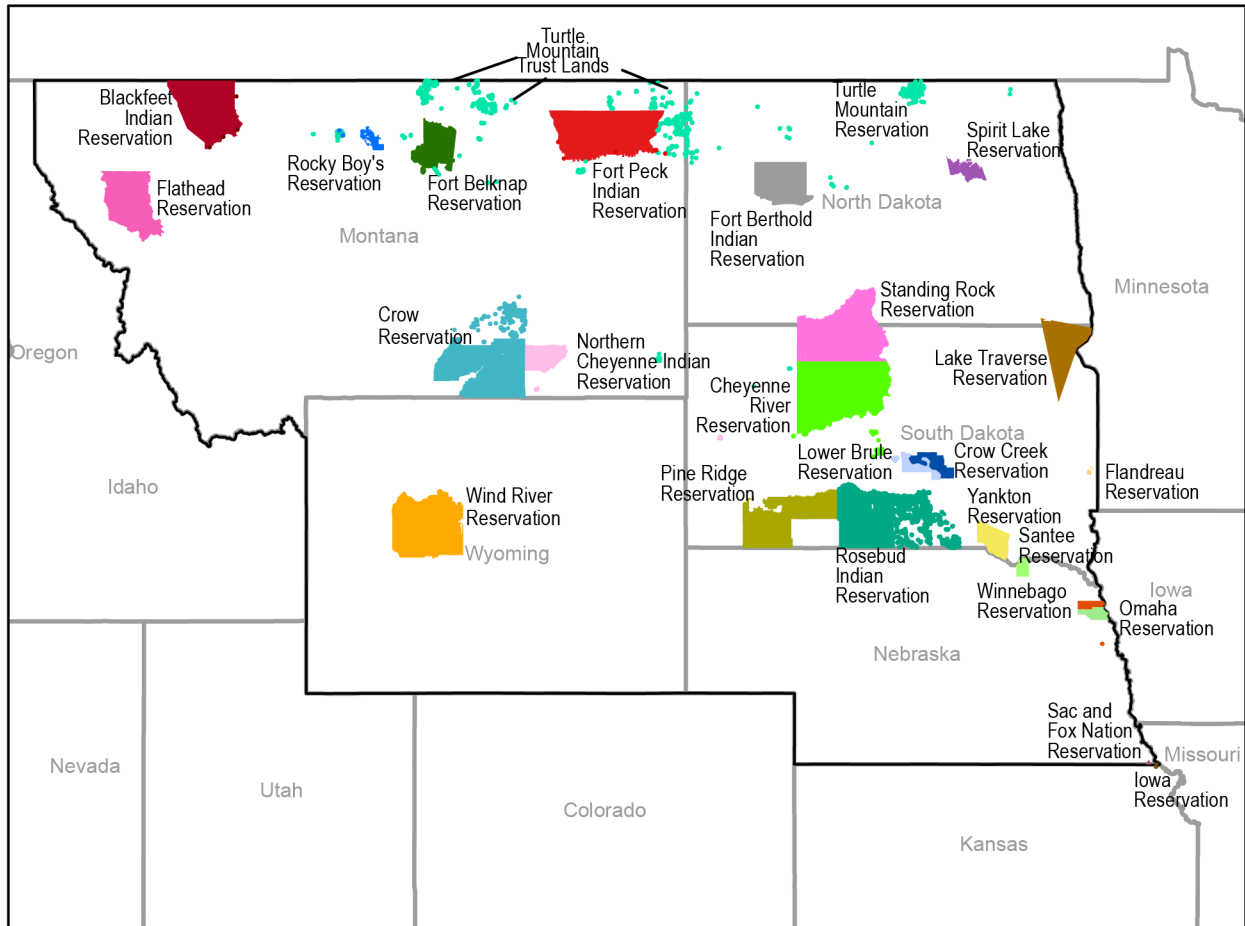 Turtle
Mountain
Trust Lands
Blackfeet
Indian
Reservation
Rocky Boy's
Reservation
Fort Belknap
Reservation
Fort Peck
Indian
Reservation
Turtle
Mountain
Reservation
Spirit Lake
Reservation
Flathead
Reservation
Montana
Fort Berthold
Indian
Reservation
North Dakota
Minnesota
Standing Rock
Reservation
Oregon
Crow
Reservation
Northern
Cheyenne Indian
Reservation
Lake Traverse
Reservation
Cheyenne
River
Reservation
South Dakota
Lower Brule
Reservation
Crow Creek
Reservation
Flandreau
Reservation
Idaho
Wind River
Reservation
Wyoming
Pine Ridge
Reservation
Yankton
Reservation
Santee
Reservation
Rosebud
Indian
Reservation
Winnebago
Reservation
Omaha
Reservation
Iowa
Nebraska
Sac and
Fox Nation
Reservation
Iowa
Reservation
Missouri
Nevada
Utah
Colorado
Kansas